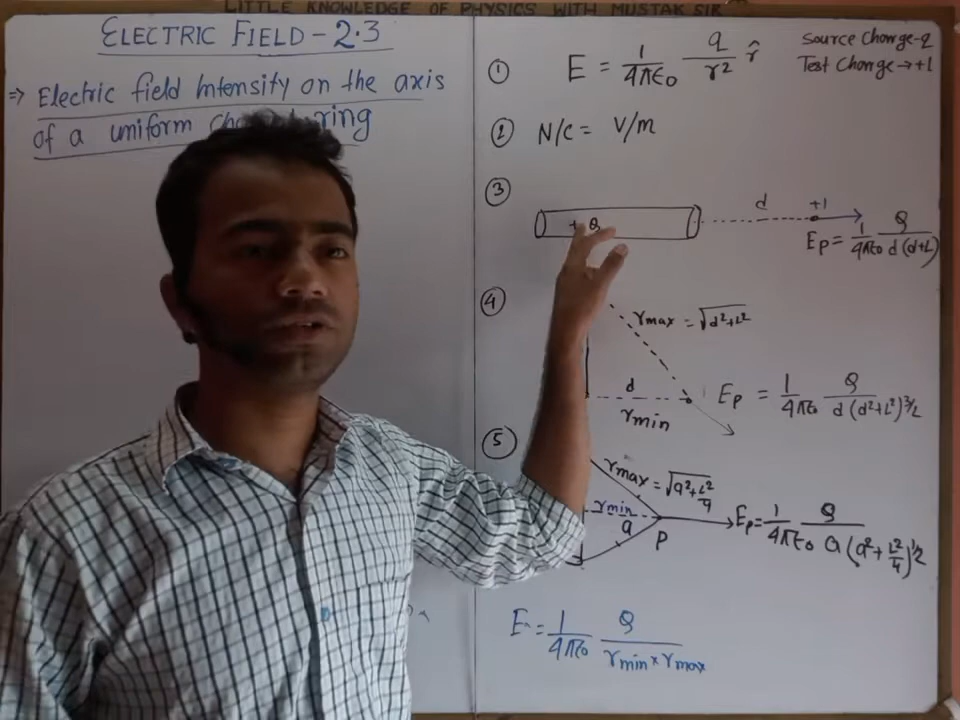 LITTLE KNOWLEDGE OF PHYSICS WITH MUSTAK SIR
ELECTRIC FIELD - 2.3
⇒ Electric field Intensity on the axis
of a uniform ring
① E = 1/4πε₀ q/r² r̂
Source Charge-q
Test Charge → +1
② N/C = V/m
③
+ Q
d
+1
Ep = 1/4πε₀ Q/d(d+L)
④
rmax = √d²+L²
d
rmin
Ep = 1/4πε₀ Q/d(d²+L²)^3/2
⑤
rmax = √a²+L²/4
rmin
a
P
Ep = 1/4πε₀ Q/a(a²+L²/4)^1/2
E = 1/4πε₀ Q/rmin×rmax